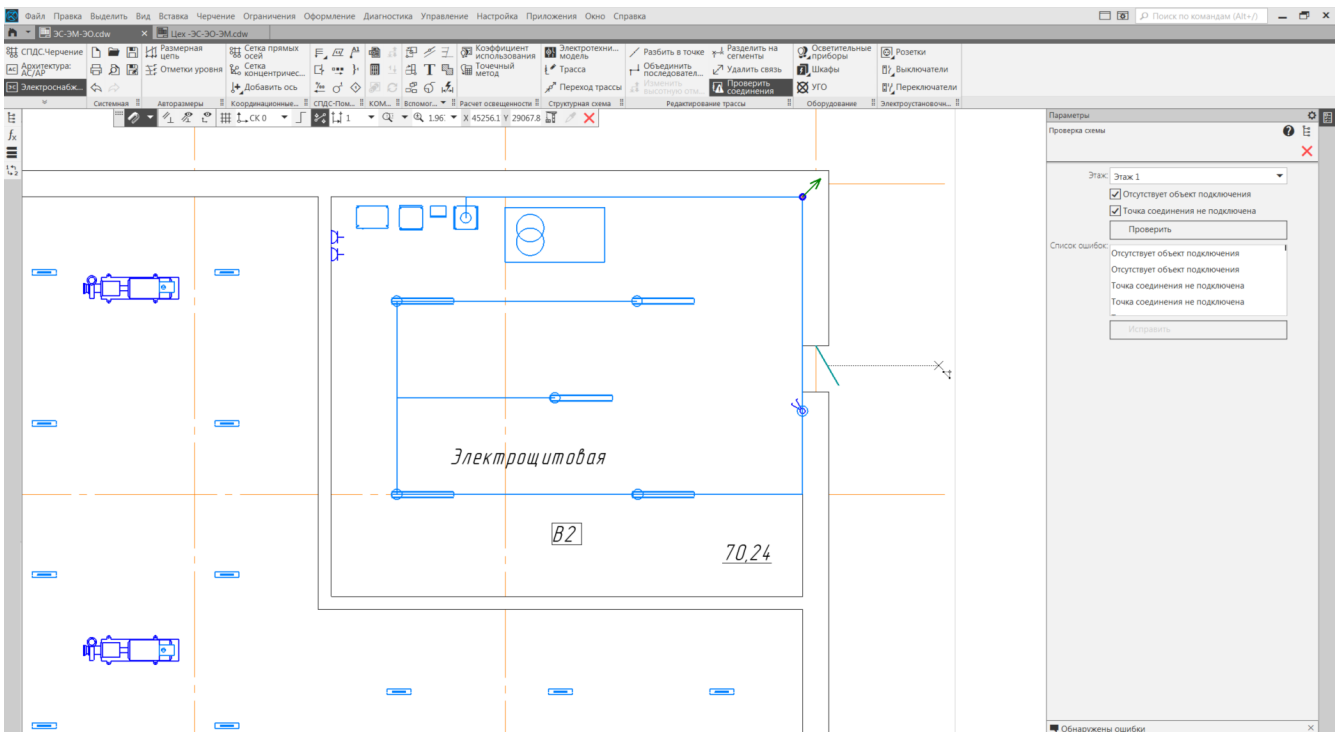 Файл Правка Выделить Вид Вставка Черчение Ограничения Оформление Диагностика Управление Настройка Приложения Окно Справка
Поиск по командам (Alt+/)
ЭС-ЭМ-ЭО.cdw
Цех -ЭС-ЭО-ЭМ.cdw
СПДС.Черчение
Архитектура: АС/АР
Электроснабж...
Размерная цепь
Отметки уровня
Сетка прямых осей
Сетка концентричес...
Добавить ось
Коэффициент использования
Точечный метод
Электротехни... модель
Трасса
Переход трассы
Разбить в точке
Объединить последовател...
Изменить высотную отм...
Разделить на сегменты
Удалить связь
Проверить соединения
Осветительные приборы
Шкафы
УГО
Розетки
Выключатели
Переключатели
Системная
Авторазмеры
Координационные...
СПДС-Пом...
КОМ...
Вспомог...
Расчет освещенности
Структурная схема
Редактирование трассы
Оборудование
Электроустановочн...
СК 0
1
1.96
X 45256.1 Y 29067.8
Параметры
Проверка схемы
Этаж: Этаж 1
Отсутствует объект подключения
Точка соединения не подключена
Проверить
Список ошибок:
Отсутствует объект подключения
Отсутствует объект подключения
Точка соединения не подключена
Точка соединения не подключена
Исправить
Электрощитовая
В2
70,24
Обнаружены ошибки